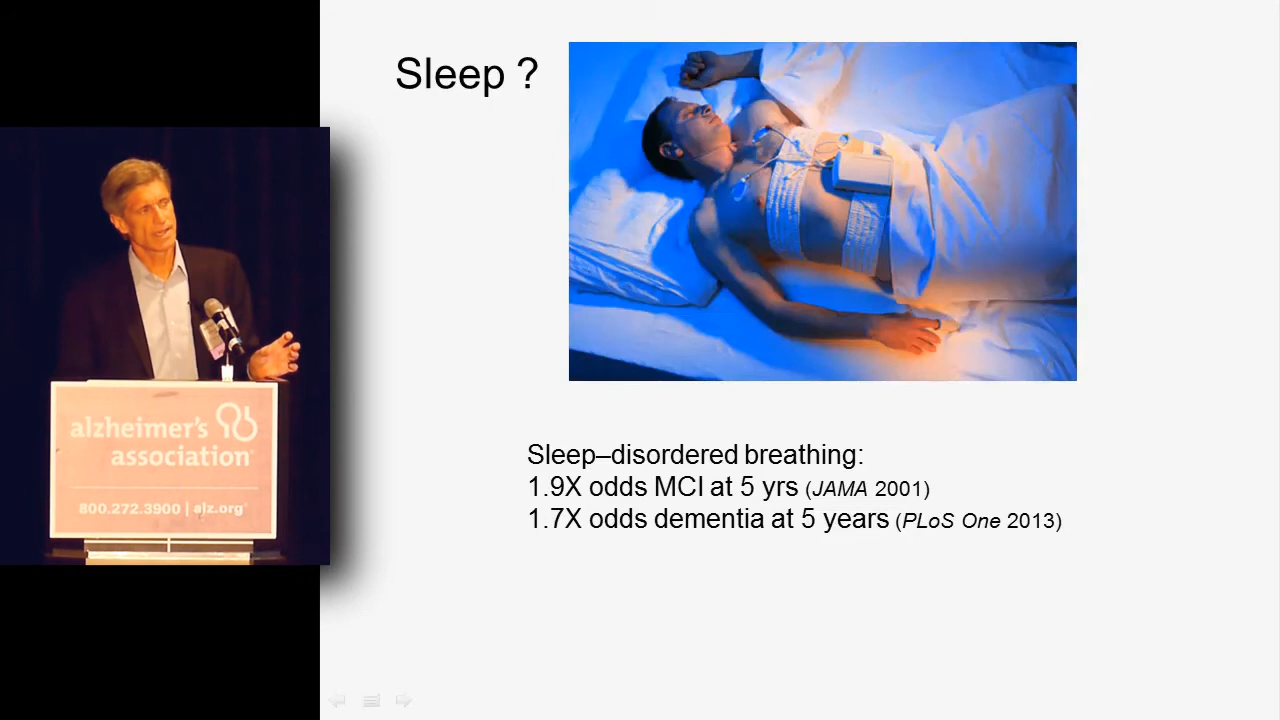 Sleep ?
alzheimer's
association
800.272.3900 | alz.org
Sleep–disordered breathing:
1.9X odds MCI at 5 yrs (JAMA 2001)
1.7X odds dementia at 5 years (PLoS One 2013)